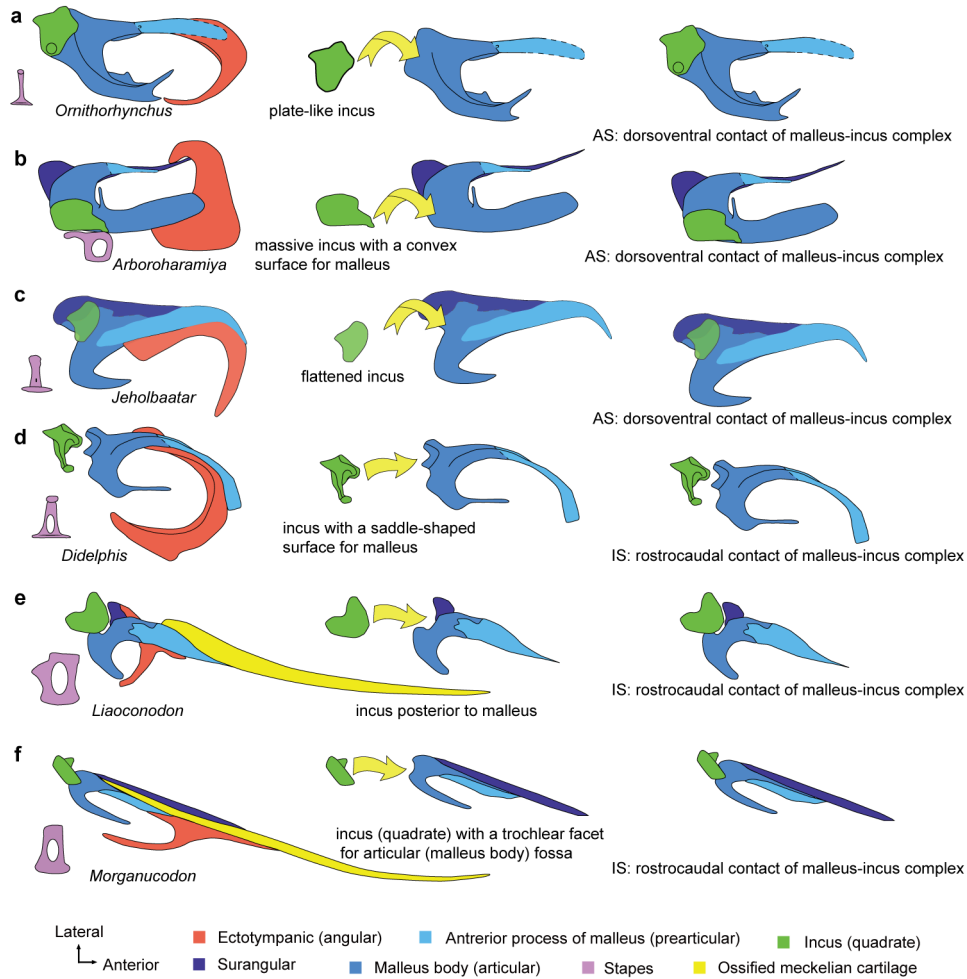 a
Ornithorhynchus
plate-like incus
AS: dorsoventral contact of malleus-incus complex
b
Arboroharamiya
massive incus with a convex
surface for malleus
AS: dorsoventral contact of malleus-incus complex
c
Jeholbaatar
flattened incus
AS: dorsoventral contact of malleus-incus complex
d
Didelphis
incus with a saddle-shaped
surface for malleus
IS: rostrocaudal contact of malleus-incus complex
e
Liaoconodon
incus posterior to malleus
IS: rostrocaudal contact of malleus-incus complex
f
Morganucodon
incus (quadrate) with a trochlear facet
for articular (malleus body) fossa
IS: rostrocaudal contact of malleus-incus complex
Lateral
Anterior
Ectotympanic (angular)
Antrerior process of malleus (prearticular)
Incus (quadrate)
Surangular
Malleus body (articular)
Stapes
Ossified meckelian cartilage